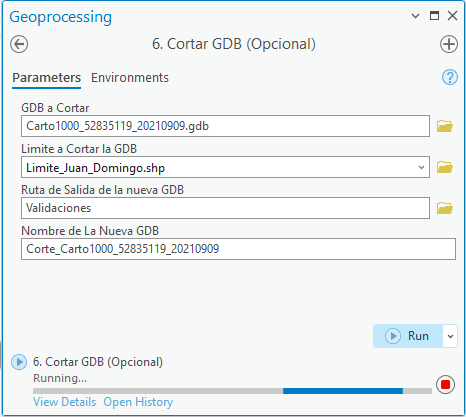 Geoprocessing
6. Cortar GDB (Opcional)
Parameters Environments
GDB a Cortar
Carto1000_52835119_20210909.gdb
Limite a Cortar la GDB
Limite_Juan_Domingo.shp
Ruta de Salida de la nueva GDB
Validaciones
Nombre de La Nueva GDB
Corte_Carto1000_52835119_20210909
Run
6. Cortar GDB (Opcional)
Running...
View Details Open History